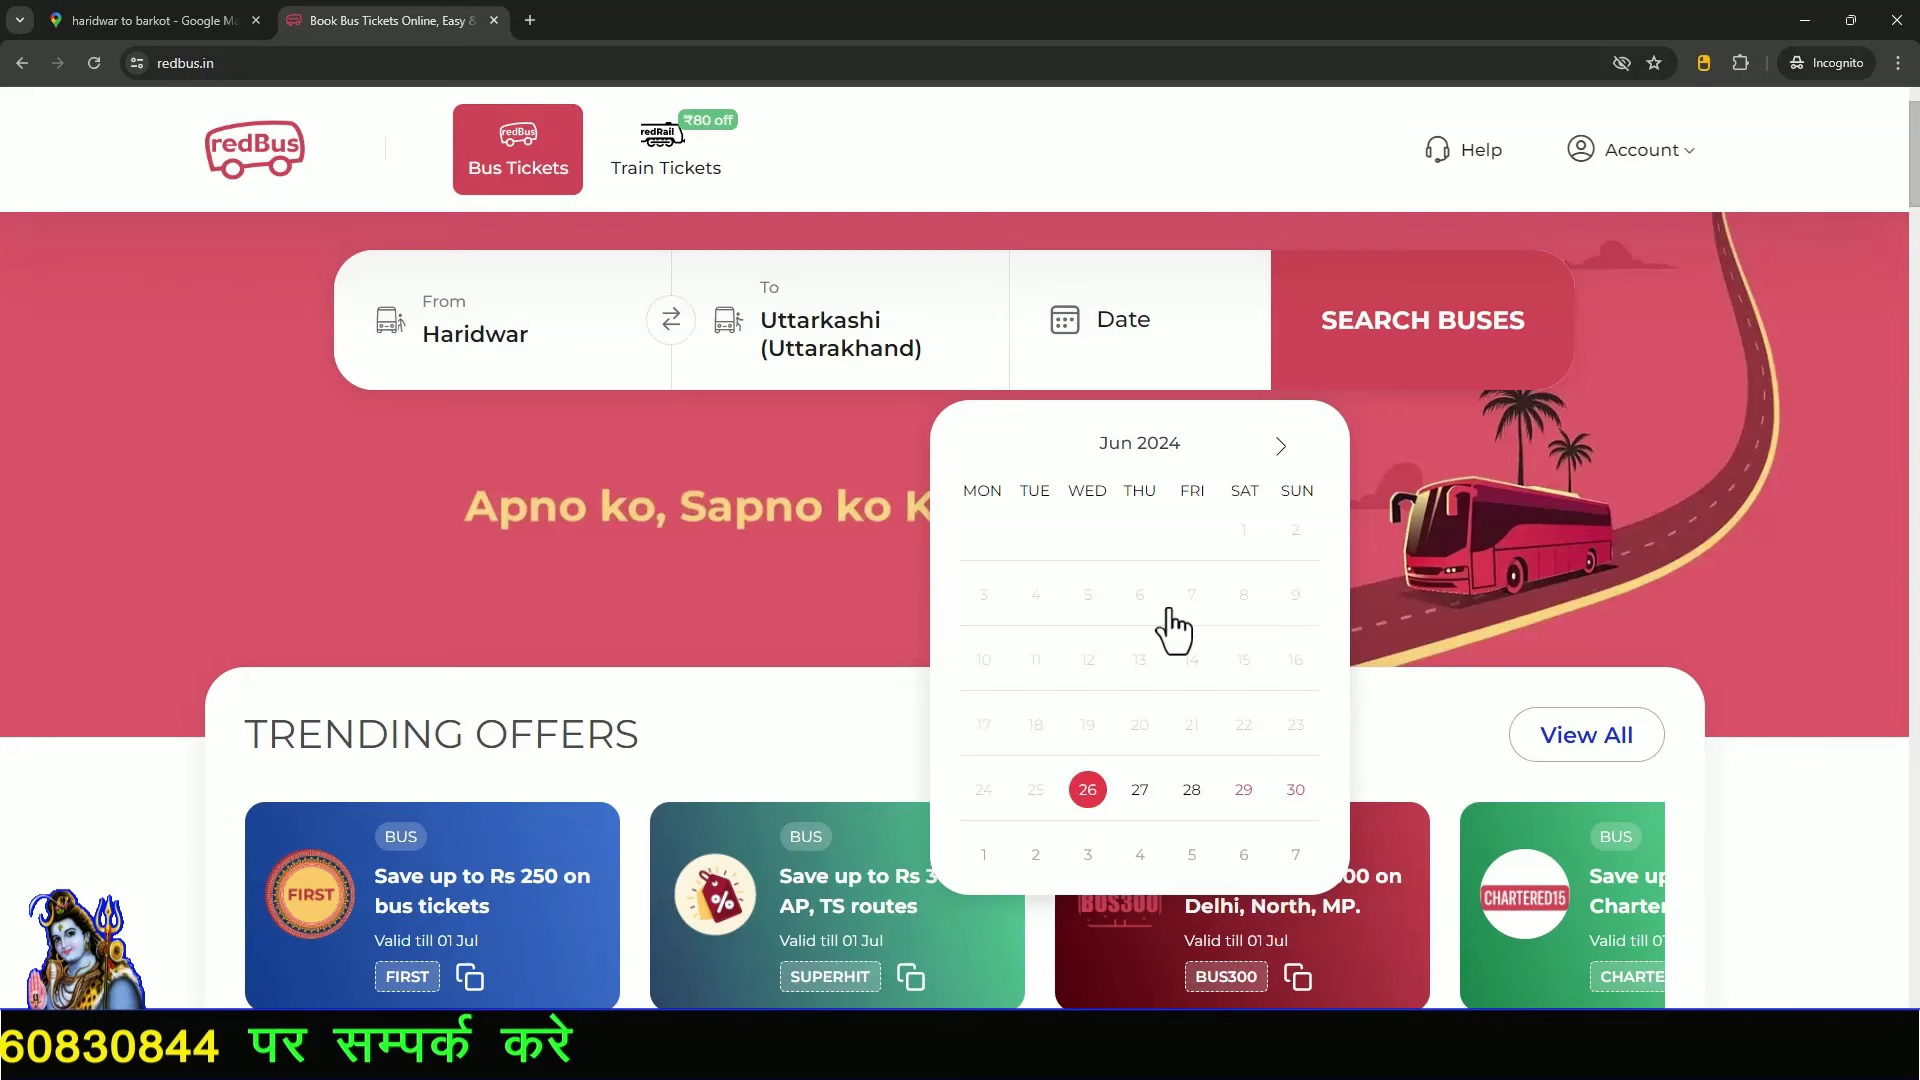 haridwar to barkot - Google Ma
Book Bus Tickets Online, Easy &
redbus.in
Incognito
redBus
redBus
Bus Tickets
redRail
₹80 off
Train Tickets
Help
Account
From
Haridwar
To
Uttarkashi
(Uttarakhand)
Date
SEARCH BUSES
Apno ko, Sapno ko K
Jun 2024
MON TUE WED THU FRI SAT SUN
1 2
3 4 5 6 7 8 9
10 11 12 13 14 15 16
17 18 19 20 21 22 23
24 25 26 27 28 29 30
1 2 3 4 5 6 7
TRENDING OFFERS
View All
BUS
FIRST
Save up to Rs 250 on
bus tickets
Valid till 01 Jul
FIRST
BUS
%
Save up to Rs 3
AP, TS routes
Valid till 01 Jul
SUPERHIT
BUS300
00 on
Delhi, North, MP.
Valid till 01 Jul
BUS300
BUS
CHARTERED15
Save up
Charter
Valid till 01
CHARTE
60830844 पर सम्पर्क करे